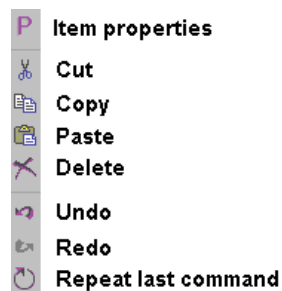 P Item properties
Cut
Copy
Paste
Delete
Undo
Redo
Repeat last command